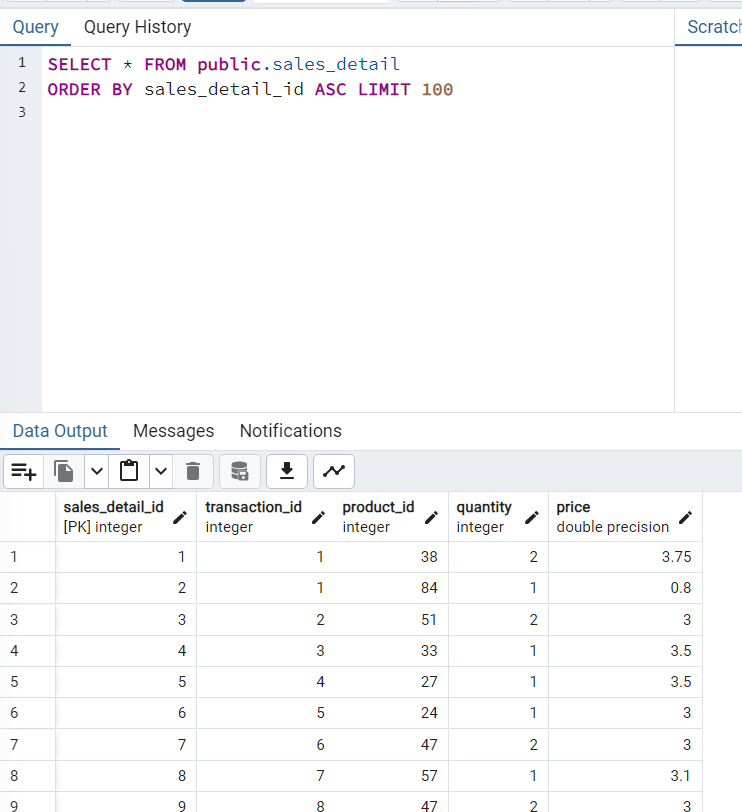 Query Query History Scratch
1 SELECT * FROM public.sales_detail
2 ORDER BY sales_detail_id ASC LIMIT 100
3
Data Output Messages Notifications
sales_detail_id transaction_id product_id quantity price
[PK] integer integer integer integer double precision
1 1 1 38 2 3.75
2 2 1 84 1 0.8
3 3 2 51 2 3
4 4 3 33 1 3.5
5 5 4 27 1 3.5
6 6 5 24 1 3
7 7 6 47 2 3
8 8 7 57 1 3.1
9 9 8 47 2 3